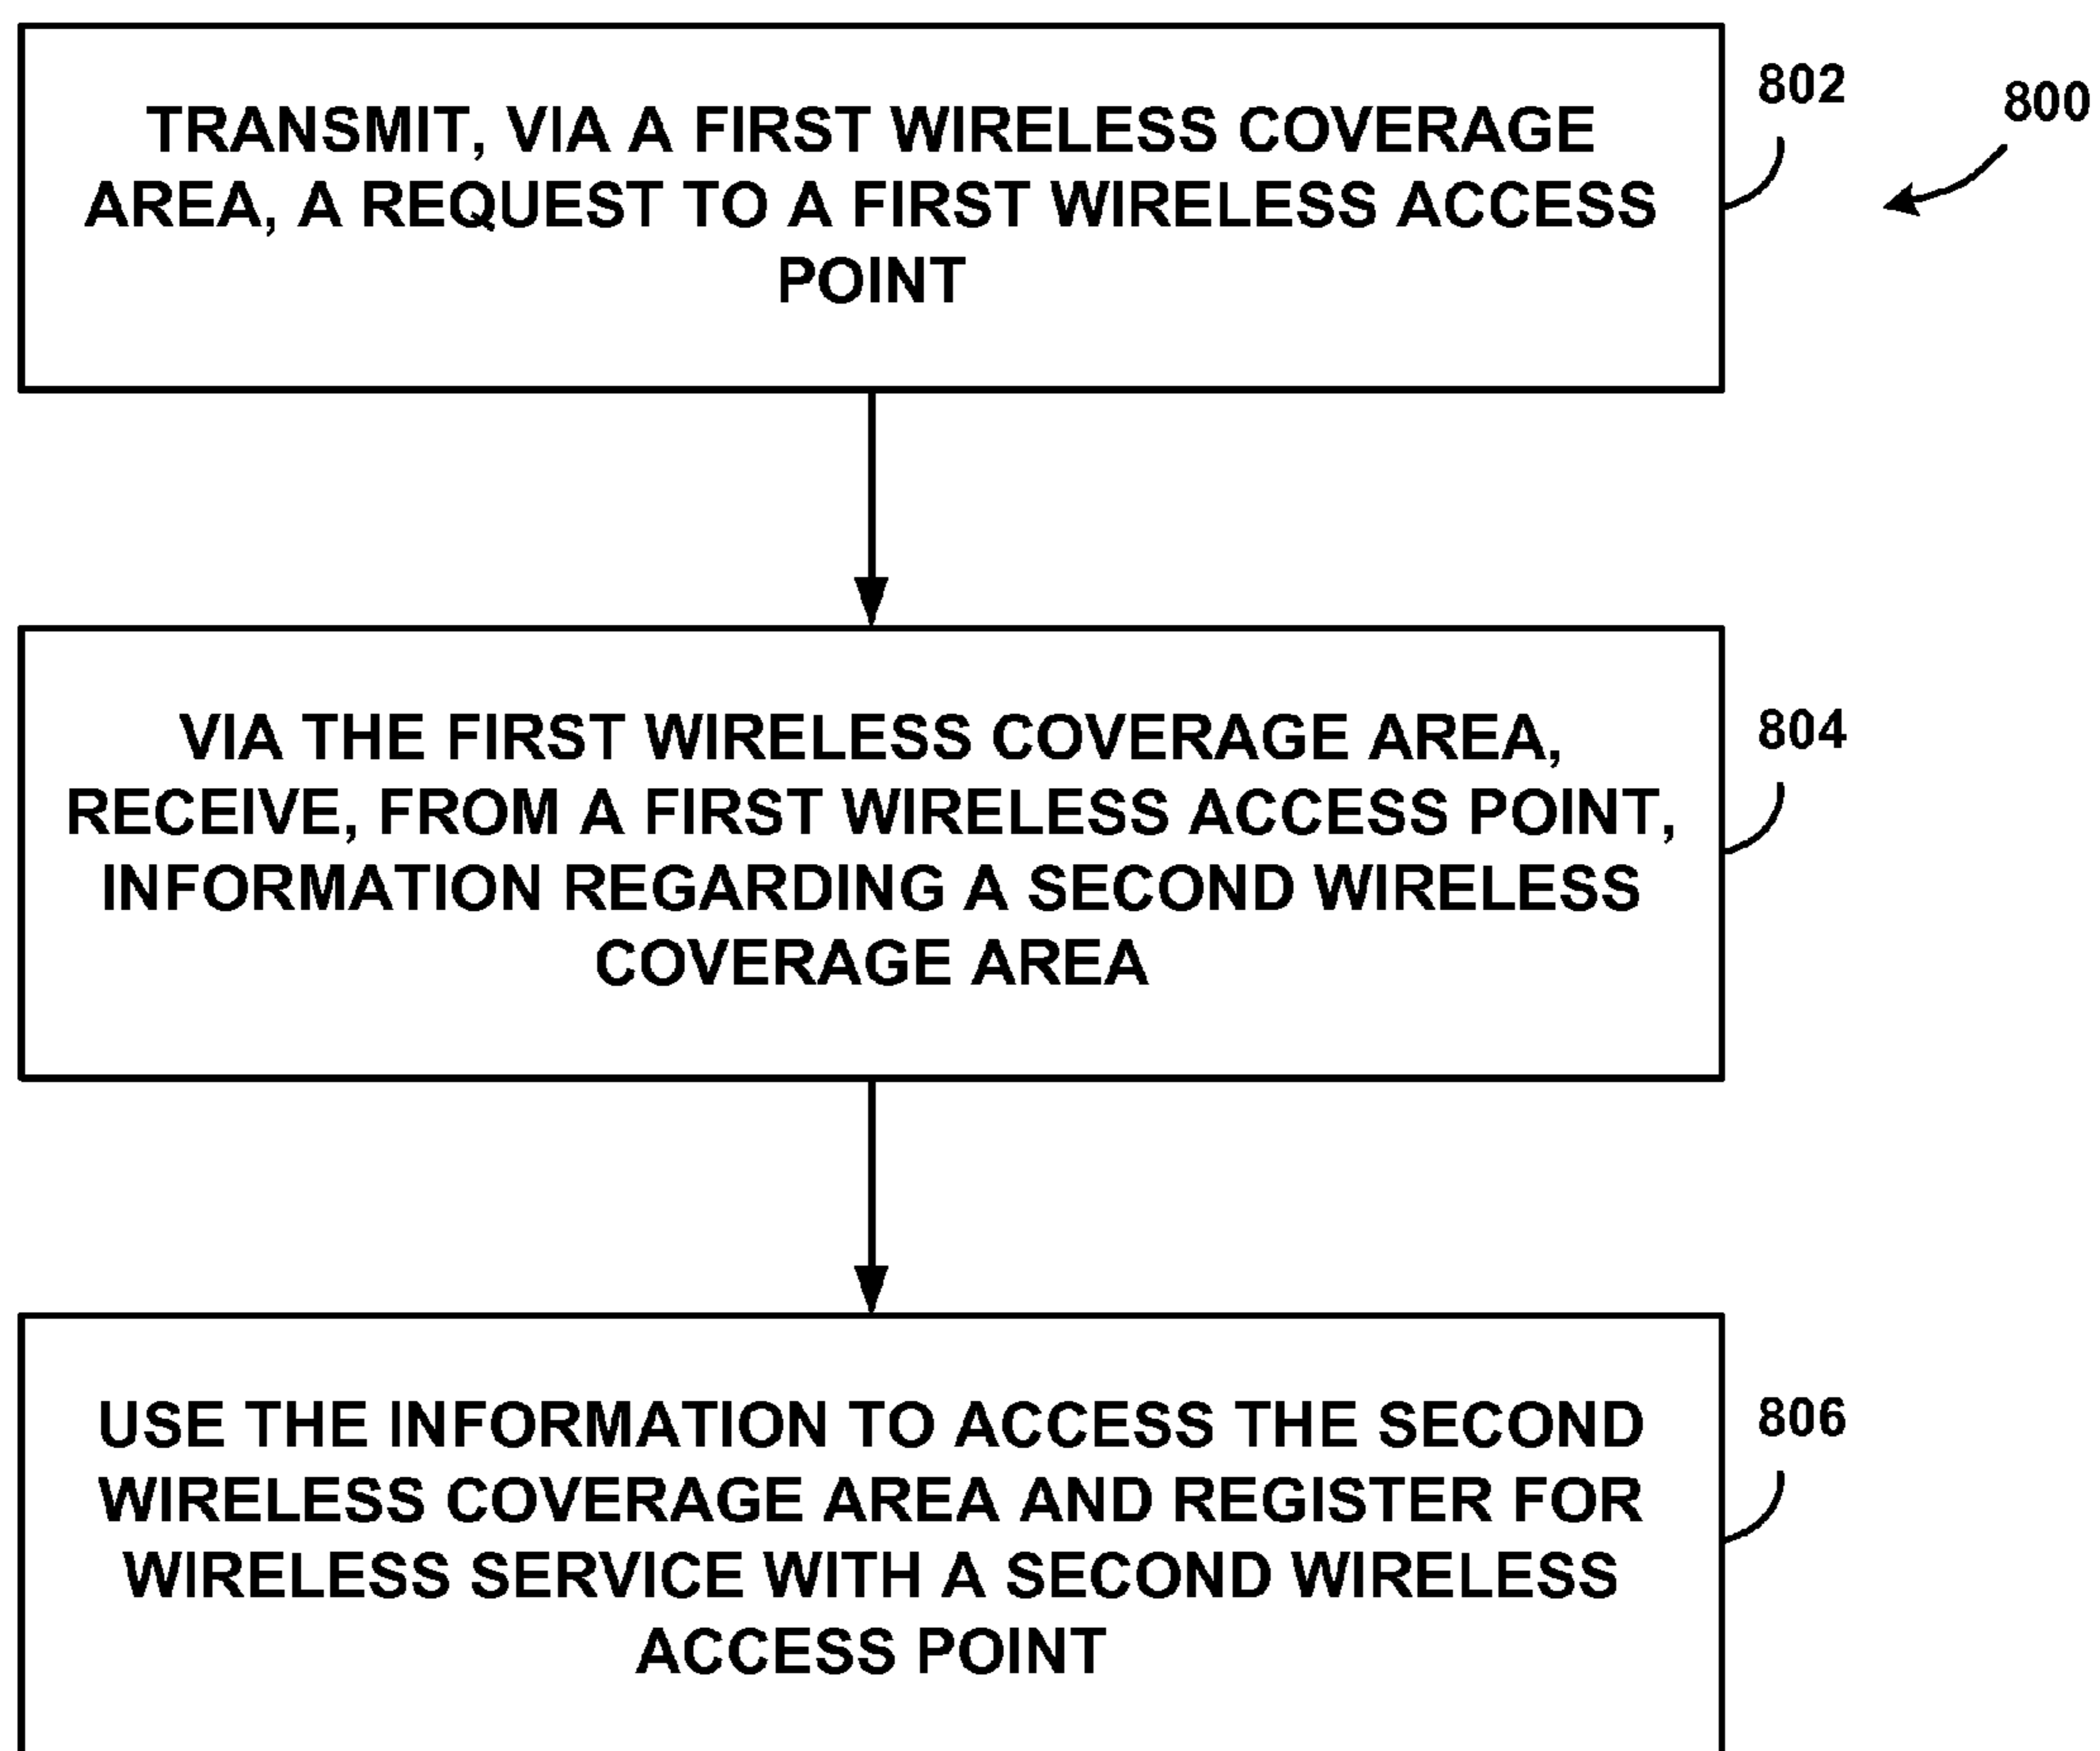 TRANSMIT, VIA A FIRST WIRELESS COVERAGE
AREA, A REQUEST TO A FIRST WIRELESS ACCESS
POINT
802
800
VIA THE FIRST WIRELESS COVERAGE AREA,
RECEIVE, FROM A FIRST WIRELESS ACCESS POINT,
INFORMATION REGARDING A SECOND WIRELESS
COVERAGE AREA
804
USE THE INFORMATION TO ACCESS THE SECOND
WIRELESS COVERAGE AREA AND REGISTER FOR
WIRELESS SERVICE WITH A SECOND WIRELESS
ACCESS POINT
806